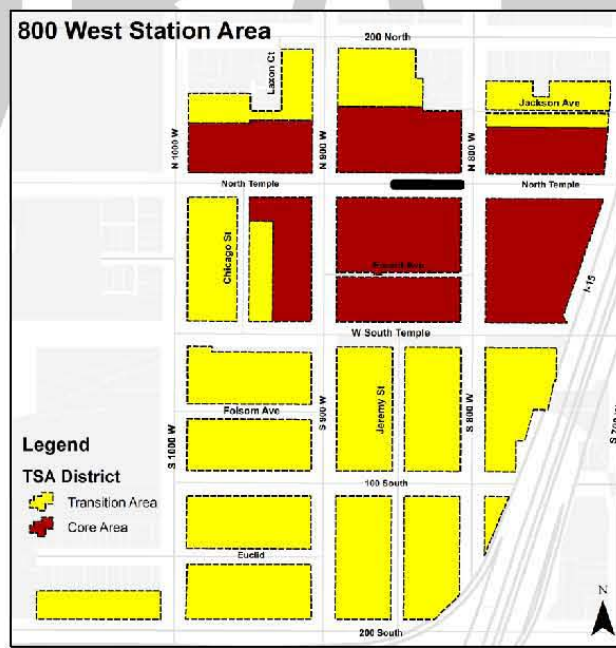 800 West Station Area
200 North
Laxon Ct
Jackson Ave
N 1000 W
N 900 W
N 800 W
North Temple
North Temple
Chicago St
I-15
W South Temple
Folsom Ave
Jeremy St
S 1000 W
S 900 W
S 800 W
100 South
Euclid
200 South
Legend
TSA District
Transition Area
Core Area
N